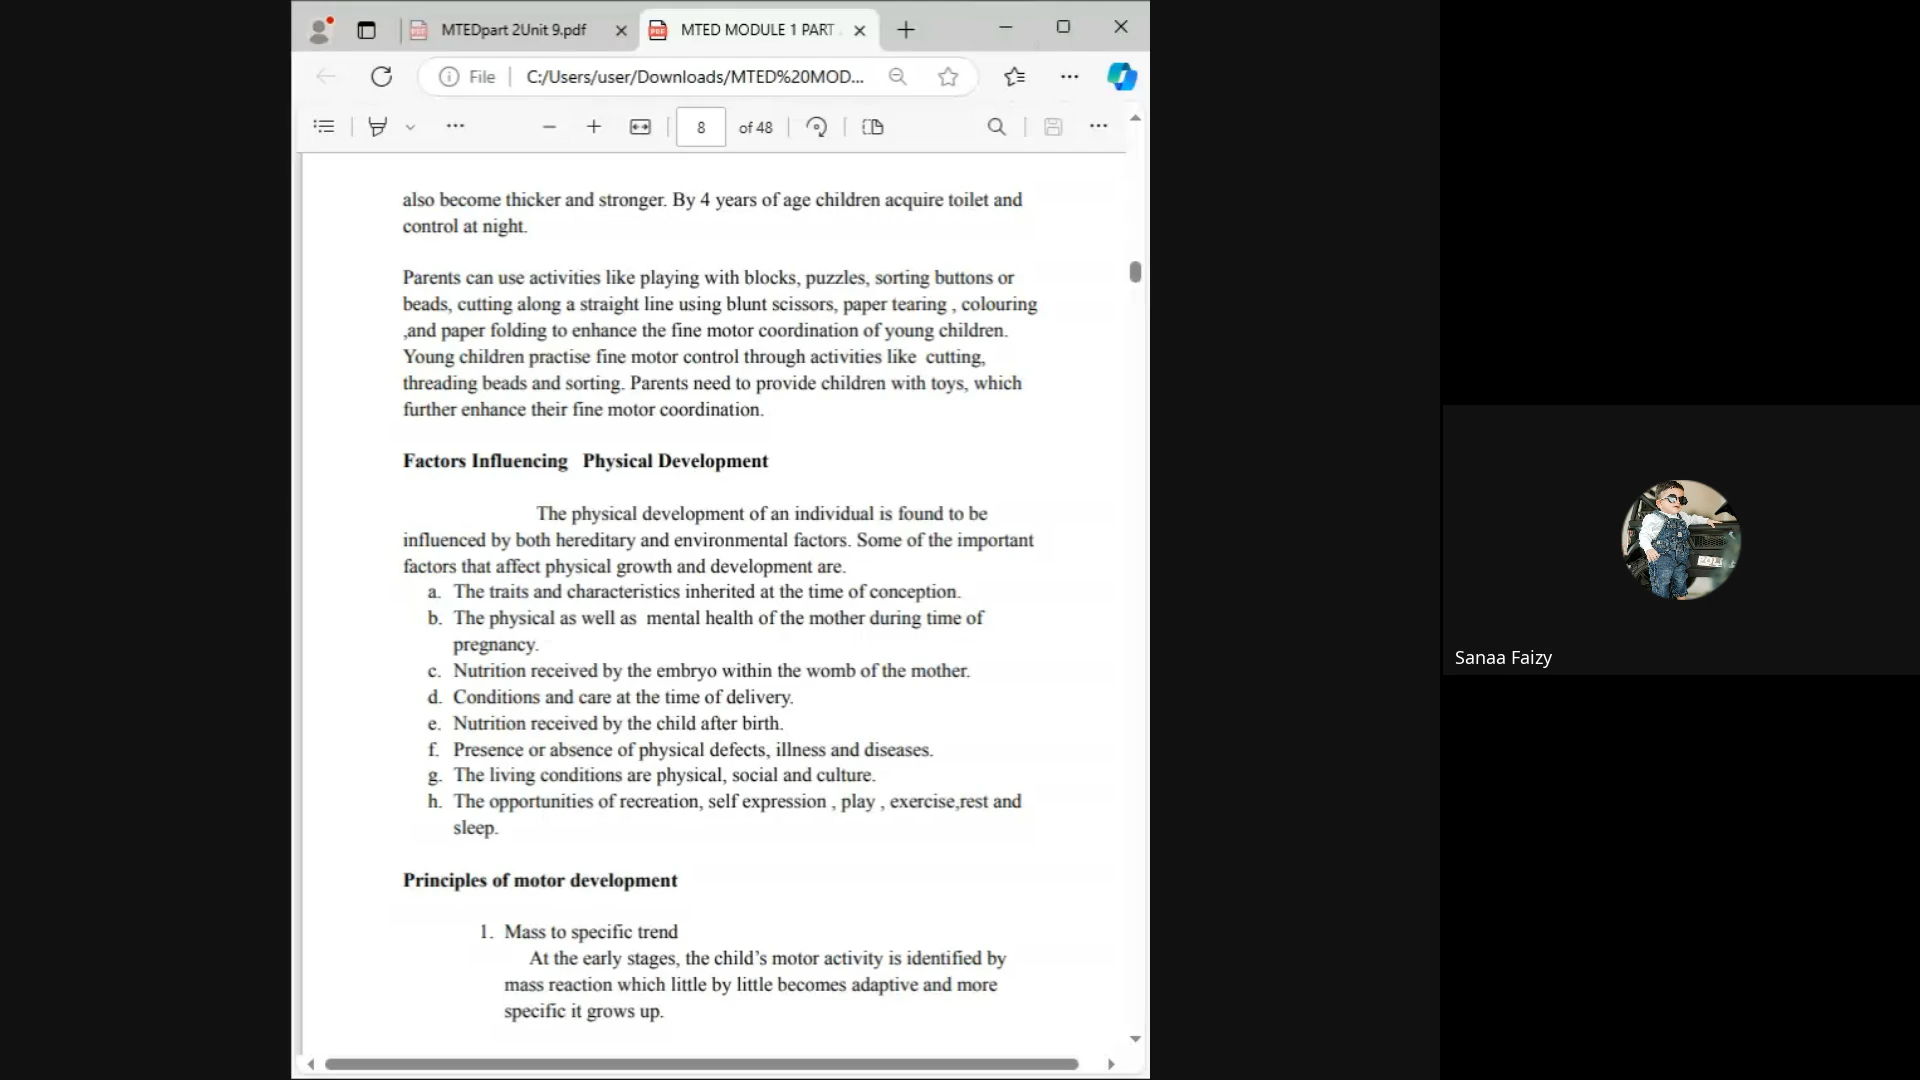 MTEDpart 2Unit 9.pdf
MTED MODULE 1 PART
File
C:/Users/user/Downloads/MTED%20MOD...
8 of 48
also become thicker and stronger. By 4 years of age children acquire toilet and
control at night.
Parents can use activities like playing with blocks, puzzles, sorting buttons or
beads, cutting along a straight line using blunt scissors, paper tearing , colouring
,and paper folding to enhance the fine motor coordination of young children.
Young children practise fine motor control through activities like  cutting,
threading beads and sorting. Parents need to provide children with toys, which
further enhance their fine motor coordination.
Factors Influencing   Physical Development
The physical development of an individual is found to be
influenced by both hereditary and environmental factors. Some of the important
factors that affect physical growth and development are.
a. The traits and characteristics inherited at the time of conception.
b. The physical as well as  mental health of the mother during time of
pregnancy.
c. Nutrition received by the embryo within the womb of the mother.
d. Conditions and care at the time of delivery.
e. Nutrition received by the child after birth.
f. Presence or absence of physical defects, illness and diseases.
g. The living conditions are physical, social and culture.
h. The opportunities of recreation, self expression , play , exercise,rest and
sleep.
Principles of motor development
1. Mass to specific trend
At the early stages, the child’s motor activity is identified by
mass reaction which little by little becomes adaptive and more
specific it grows up.
Sanaa Faizy